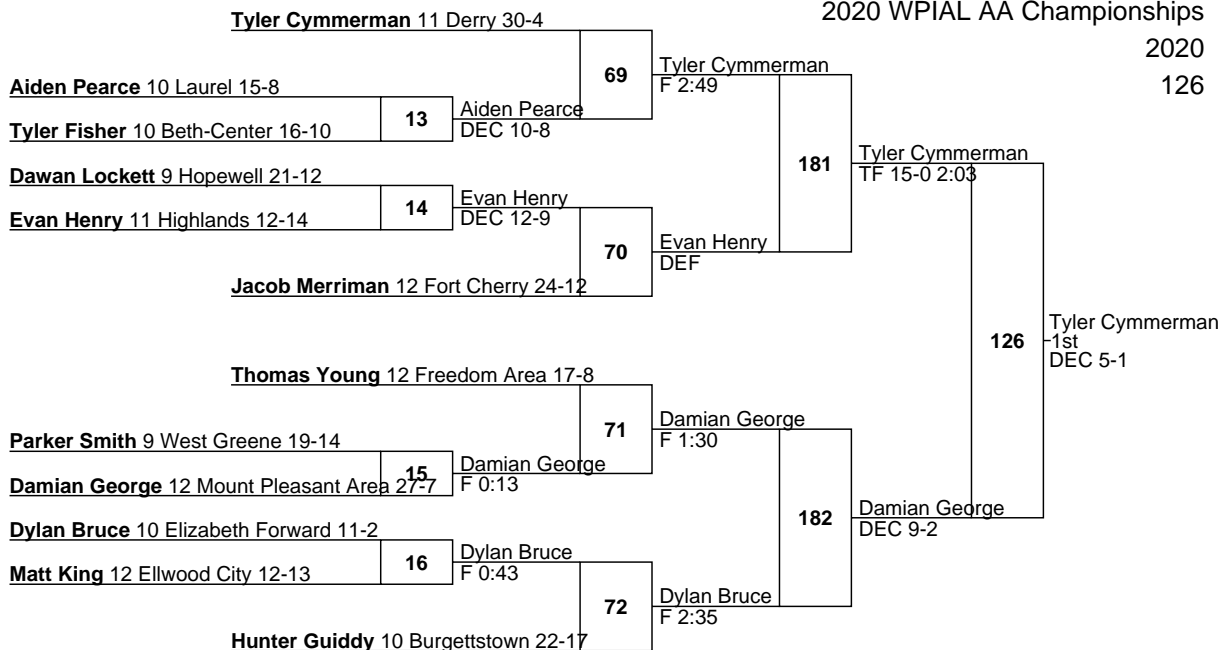 2020 WPIAL AA Championships
2020
126
Tyler Cymmerman 11 Derry 30-4
69
Tyler Cymmerman
F 2:49
Aiden Pearce 10 Laurel 15-8
13
Aiden Pearce
DEC 10-8
Tyler Fisher 10 Beth-Center 16-10
181
Tyler Cymmerman
TF 15-0 2:03
Dawan Lockett 9 Hopewell 21-12
14
Evan Henry
DEC 12-9
Evan Henry 11 Highlands 12-14
70
Evan Henry
DEF
Jacob Merriman 12 Fort Cherry 24-12
126
Tyler Cymmerman
1st
DEC 5-1
Thomas Young 12 Freedom Area 17-8
71
Damian George
F 1:30
Parker Smith 9 West Greene 19-14
15
Damian George
F 0:13
Damian George 12 Mount Pleasant Area 27-7
182
Damian George
DEC 9-2
Dylan Bruce 10 Elizabeth Forward 11-2
16
Dylan Bruce
F 0:43
Matt King 12 Ellwood City 12-13
72
Dylan Bruce
F 2:35
Hunter Guiddy 10 Burgettstown 22-17